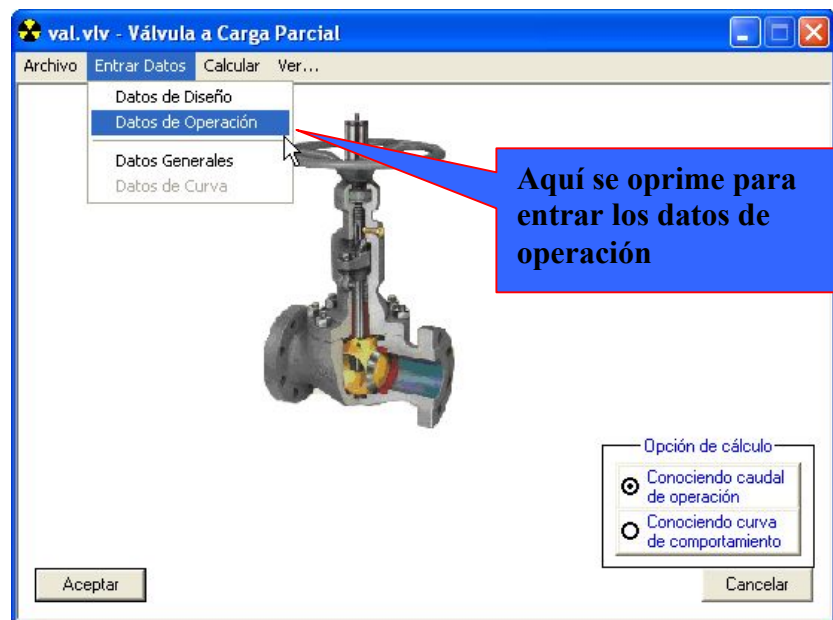 val.vlv - Válvula a Carga Parcial
Archivo Entrar Datos Calcular Ver...
Datos de Diseño
Datos de Operación
Datos Generales
Datos de Curva
Aquí se oprime para
entrar los datos de
operación
Opción de cálculo
Conociendo caudal
de operación
Conociendo curva
de comportamiento
Aceptar
Cancelar